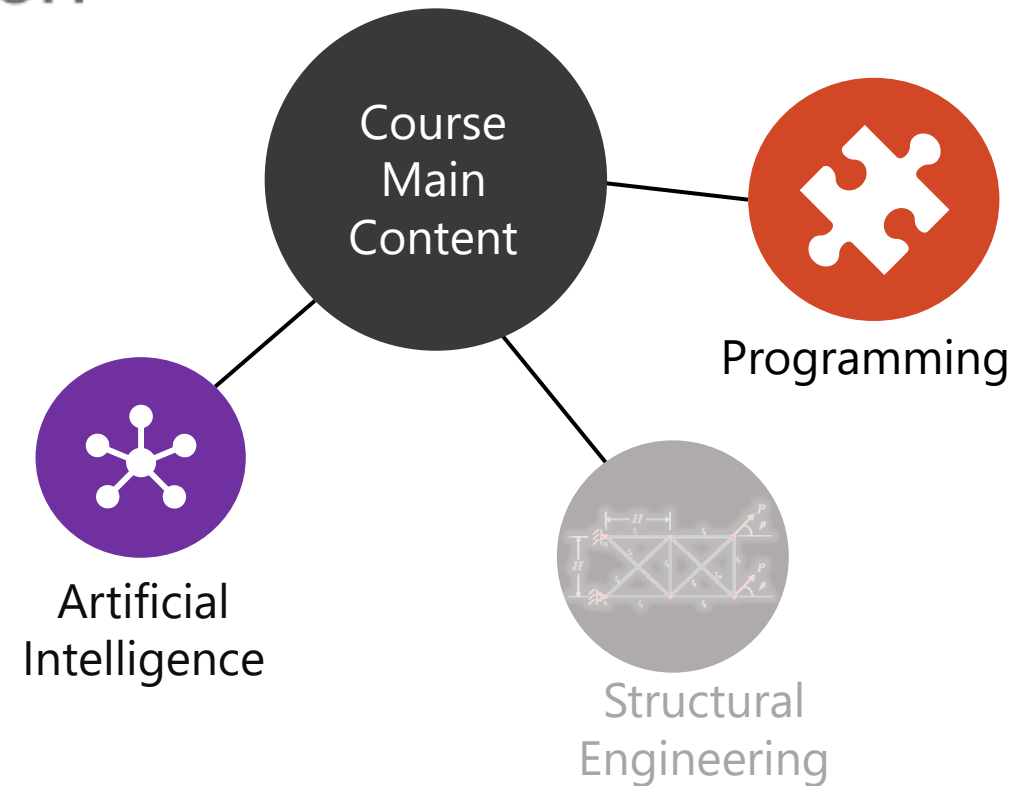 Course
Main
Content
Programming
Artificial
Intelligence
Structural
Engineering
H
H
P
β
P
β